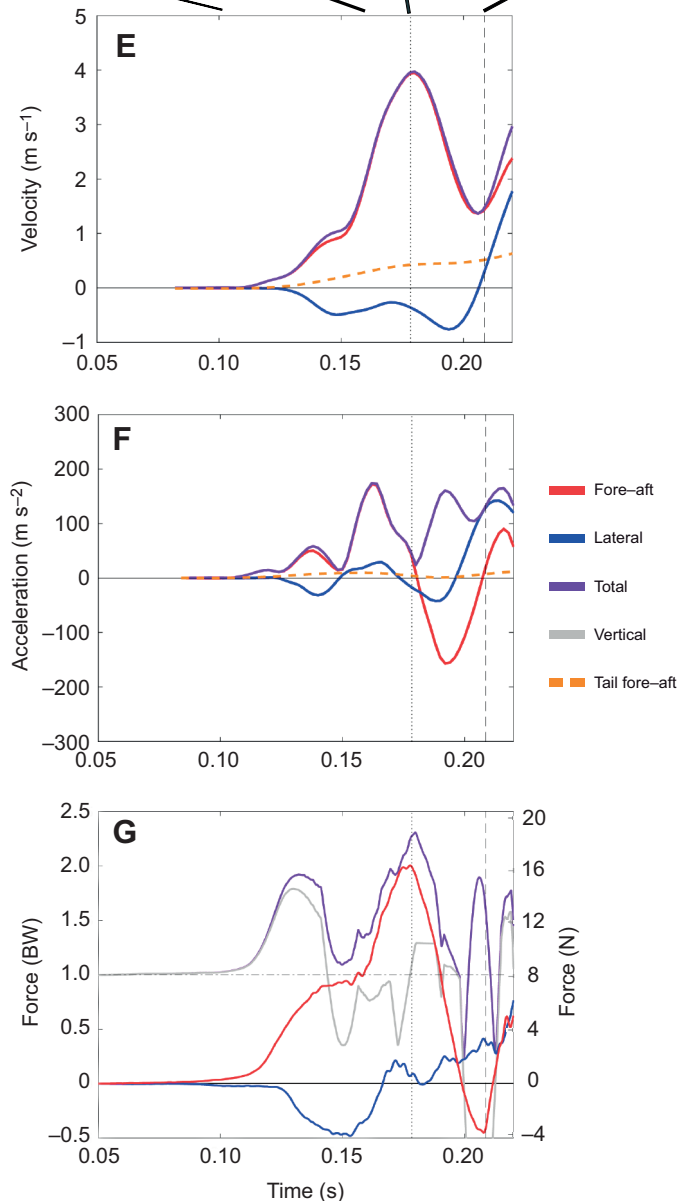 E
5
4
3
2
1
0
–1
Velocity (m s–1)
0.05 0.10 0.15 0.20
F
300
200
100
0
–100
–200
–300
Acceleration (m s–2)
0.05 0.10 0.15 0.20
Fore–aft
Lateral
Total
Vertical
Tail fore–aft
G
2.5
2.0
1.5
1.0
0.5
0
–0.5
Force (BW)
20
16
12
8
4
0
–4
Force (N)
0.05 0.10 0.15 0.20
Time (s)